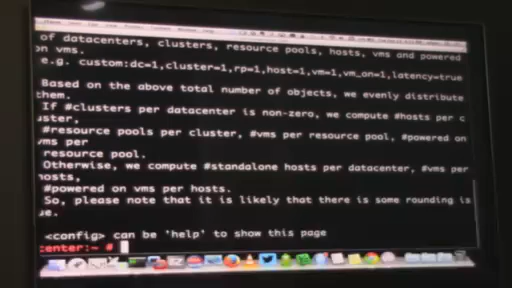 of datacenters, clusters, resource pools, hosts, vms and powered
on vms.
e.g. custom:dc=1,cluster=1,rp=1,host=1,vm=1,vm_on=1,latency=true
Based on the above total number of objects, we evenly distribute
them.
If #clusters per datacenter is non-zero, we compute #hosts per c
uster,
#resource pools per cluster, #vms per resource pool, #powered on
vms per
resource pool.
Otherwise, we compute #standalone hosts per datacenter, #vms per
hosts,
#powered on vms per hosts.
So, please note that it is likely that there is some rounding is
ue.
<config> can be 'help' to show this page
center:~ #